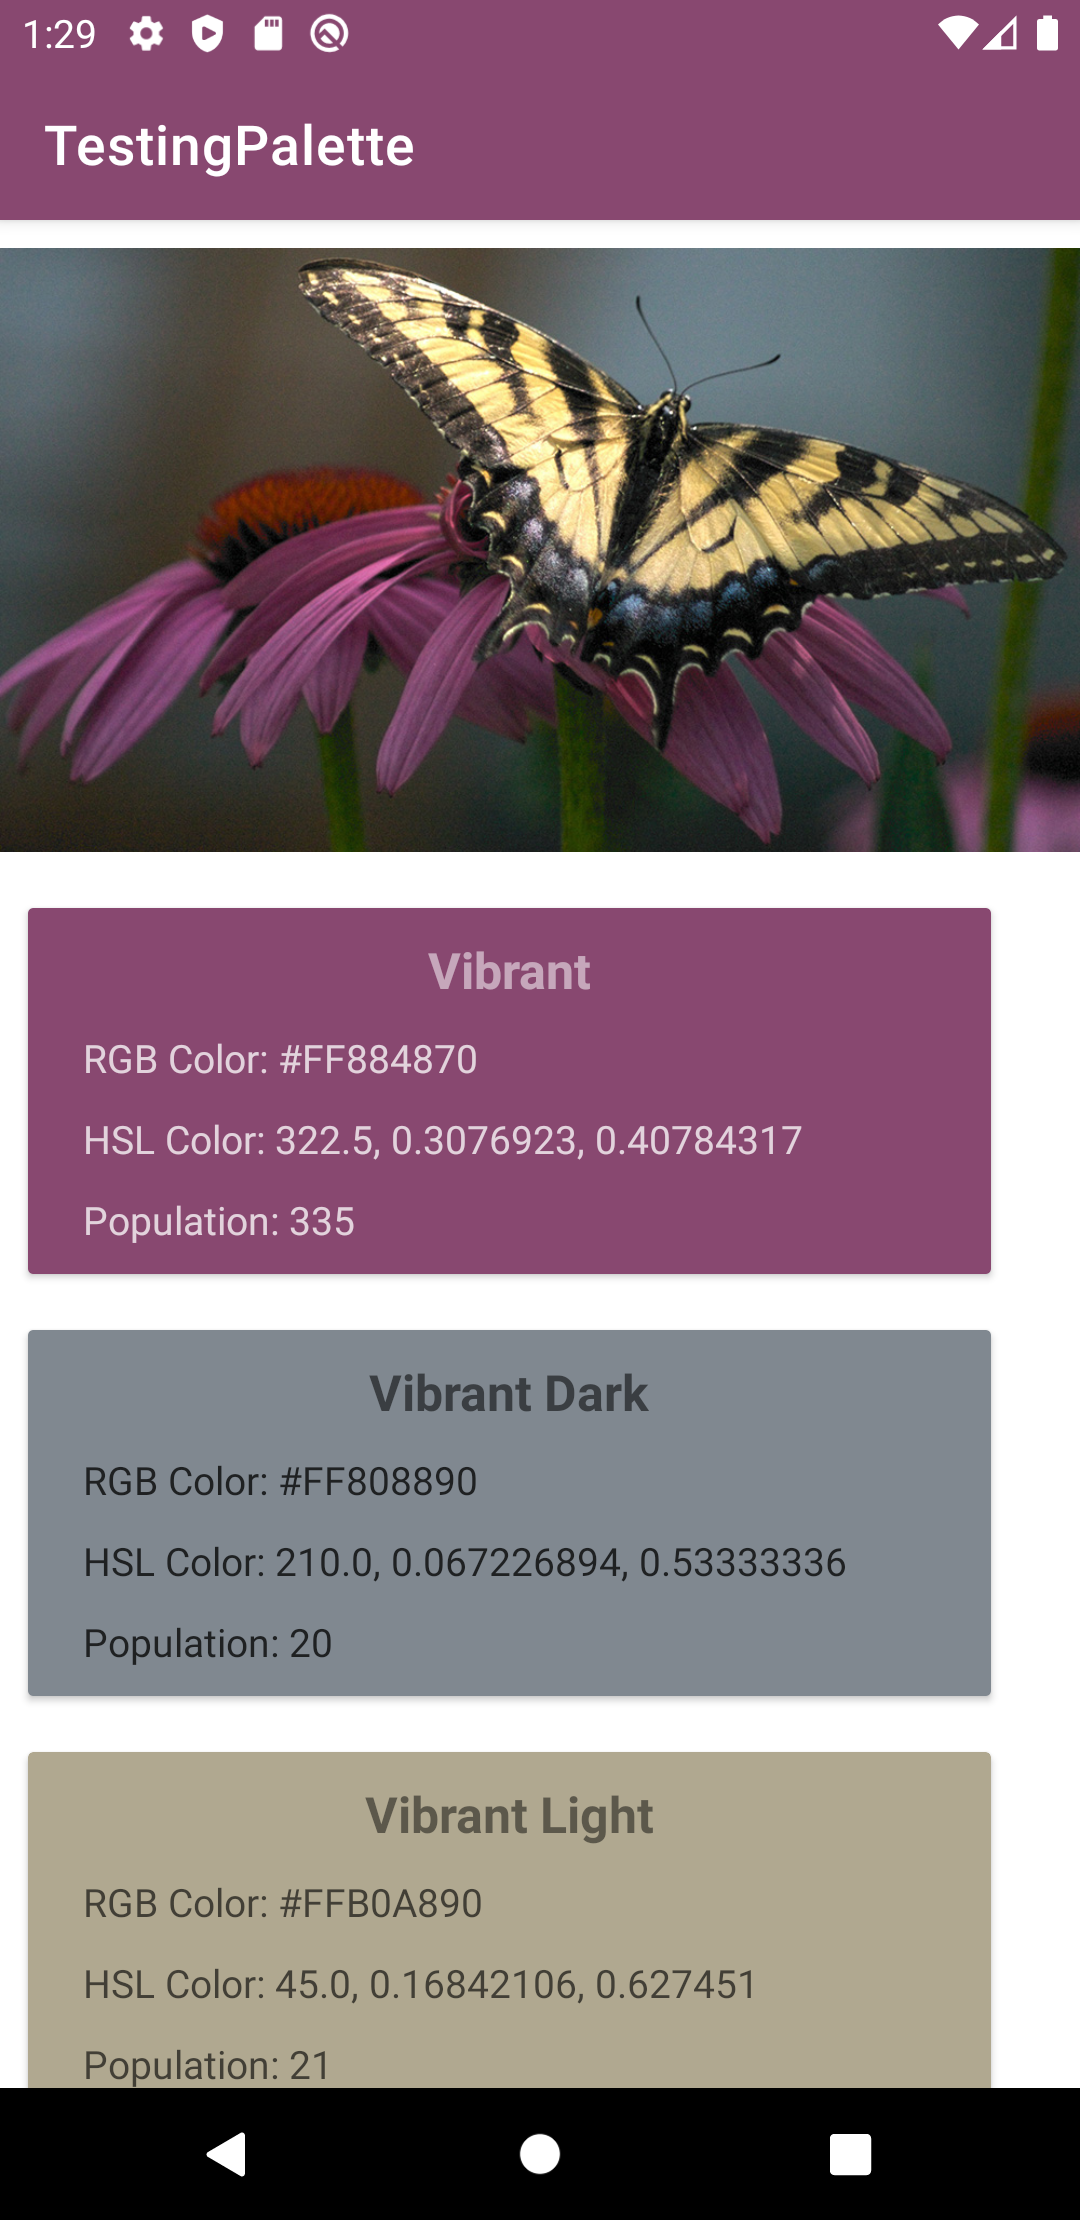 1:29
TestingPalette
Vibrant
RGB Color: #FF884870
HSL Color: 322.5, 0.3076923, 0.40784317
Population: 335
Vibrant Dark
RGB Color: #FF808890
HSL Color: 210.0, 0.067226894, 0.53333336
Population: 20
Vibrant Light
RGB Color: #FFB0A890
HSL Color: 45.0, 0.16842106, 0.627451
Population: 21